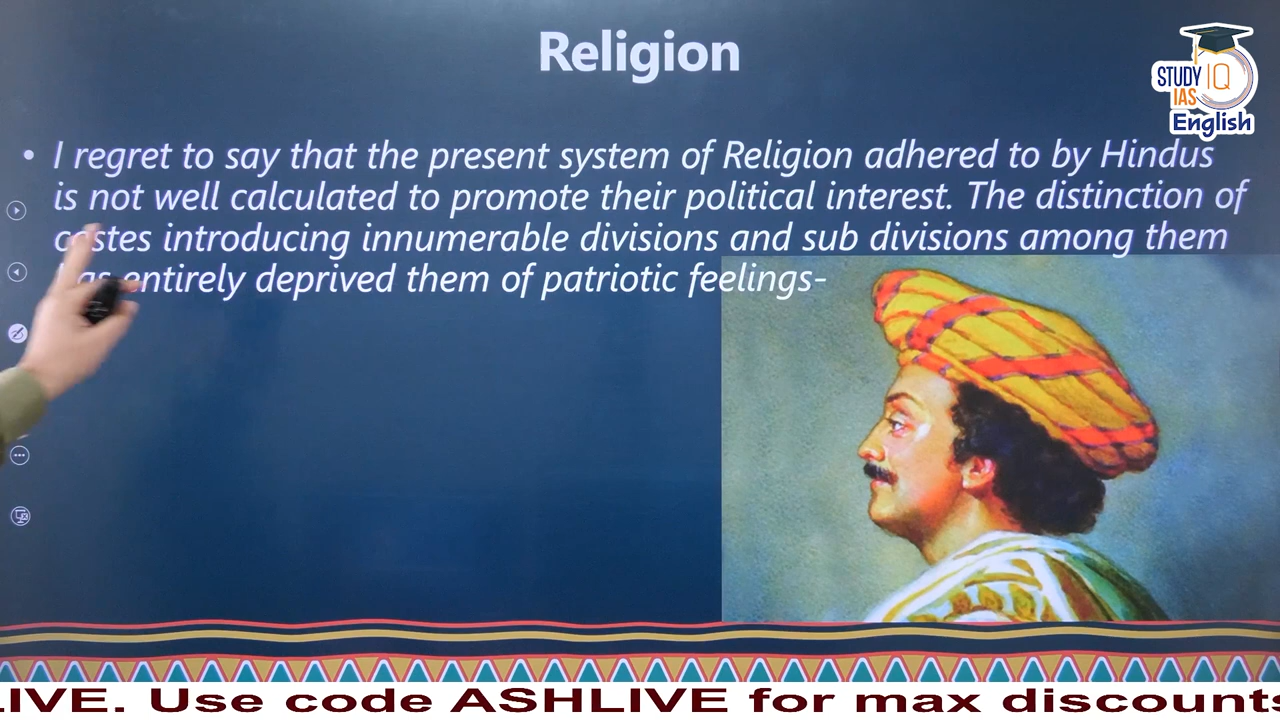 Religion
STUDY IQ
IAS
English
• I regret to say that the present system of Religion adhered to by Hindus
is not well calculated to promote their political interest. The distinction of
castes introducing innumerable divisions and sub divisions among them
has entirely deprived them of patriotic feelings-
LIVE. Use code ASHLIVE for max discounts